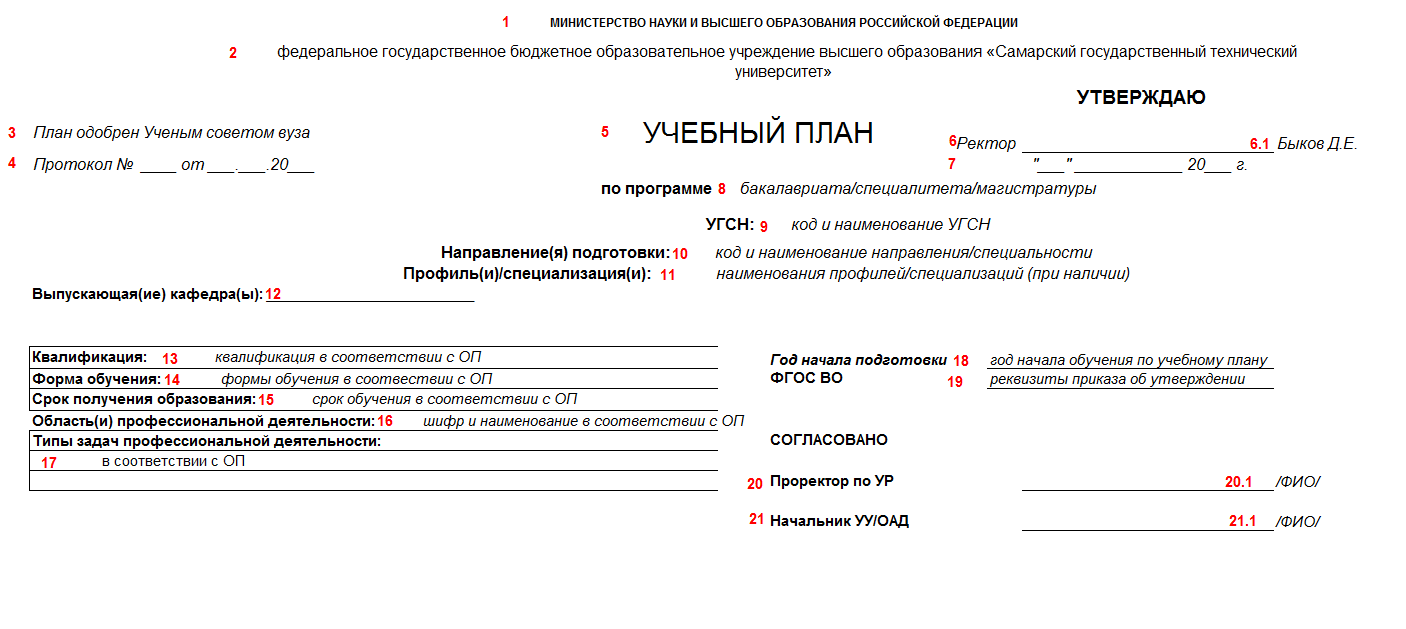 1 МИНИСТЕРСТВО НАУКИ И ВЫСШЕГО ОБРАЗОВАНИЯ РОССИЙСКОЙ ФЕДЕРАЦИИ
2 федеральное государственное бюджетное образовательное учреждение высшего образования «Самарский государственный технический
университет»
УТВЕРЖДАЮ
3 План одобрен Ученым советом вуза
5 УЧЕБНЫЙ ПЛАН
6 Ректор ____________ 6.1 Быков Д.Е.
4 Протокол № ____ от ___.___.20___
7 "___" ____________ 20___ г.
по программе 8 бакалавриата/специалитета/магистратуры
УГСН: 9 код и наименование УГСН
Направление(я) подготовки: 10 код и наименование направления/специальности
Профиль(и)/специализация(и): 11 наименования профилей/специализаций (при наличии)
Выпускающая(ие) кафедра(ы): 12
Квалификация: 13 квалификация в соответствии с ОП
Форма обучения: 14 формы обучения в соотвествии с ОП
Срок получения образования: 15 срок обучения в соответствии с ОП
Область(и) профессиональной деятельности: 16 шифр и наименование в соответствии с ОП
Типы задач профессиональной деятельности:
17 в соответствии с ОП
Год начала подготовки 18 год начала обучения по учебному плану
ФГОС ВО 19 реквизиты приказа об утверждении
СОГЛАСОВАНО
20 Проректор по УР 20.1 /ФИО/
21 Начальник УУ/ОАД 21.1 /ФИО/